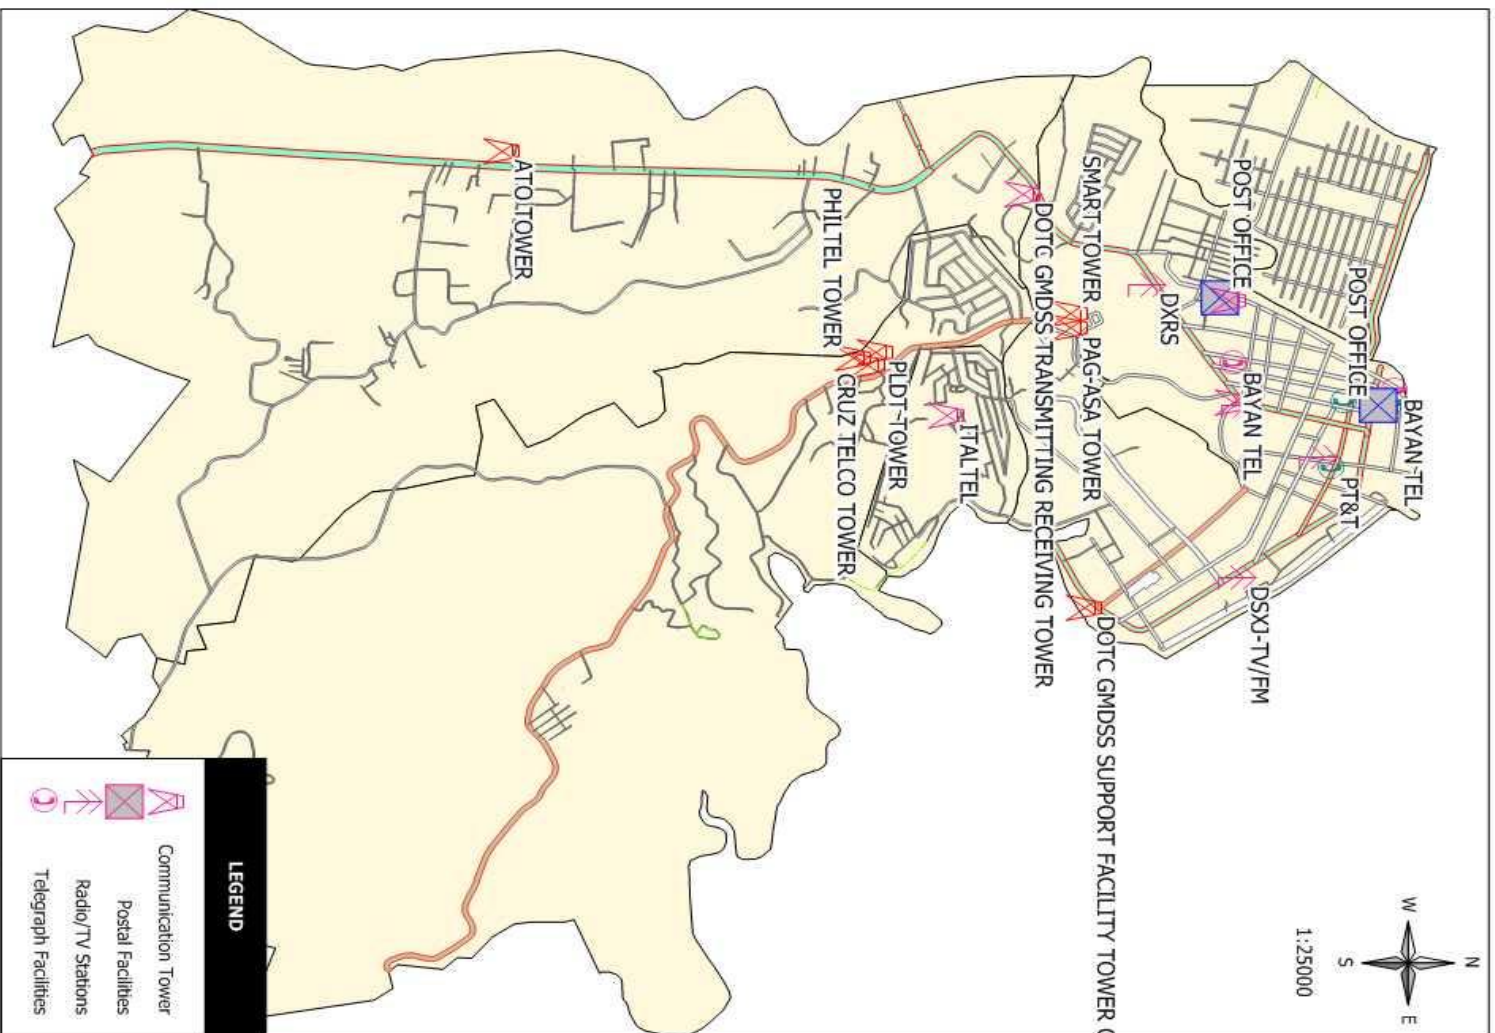 N
W
E
S
1:25000
BAYAN-TEL
POST OFFICE
PT&T
POST OFFICE
BAYAN TEL
DSXJ-TV/FM
DXRS
SMART TOWER
PAG-ASA TOWER
DOTC GMDSS SUPPORT FACILITY TOWER
DOTC GMDSS-TRANSMITTING RECEIVING TOWER
ITALTEL
PLDT-TOWER
PHILTEL TOWER
CRUZ TELCO TOWER
ATO TOWER
LEGEND
Communication Tower
Postal Facilities
Radio/TV Stations
Telegraph Facilities